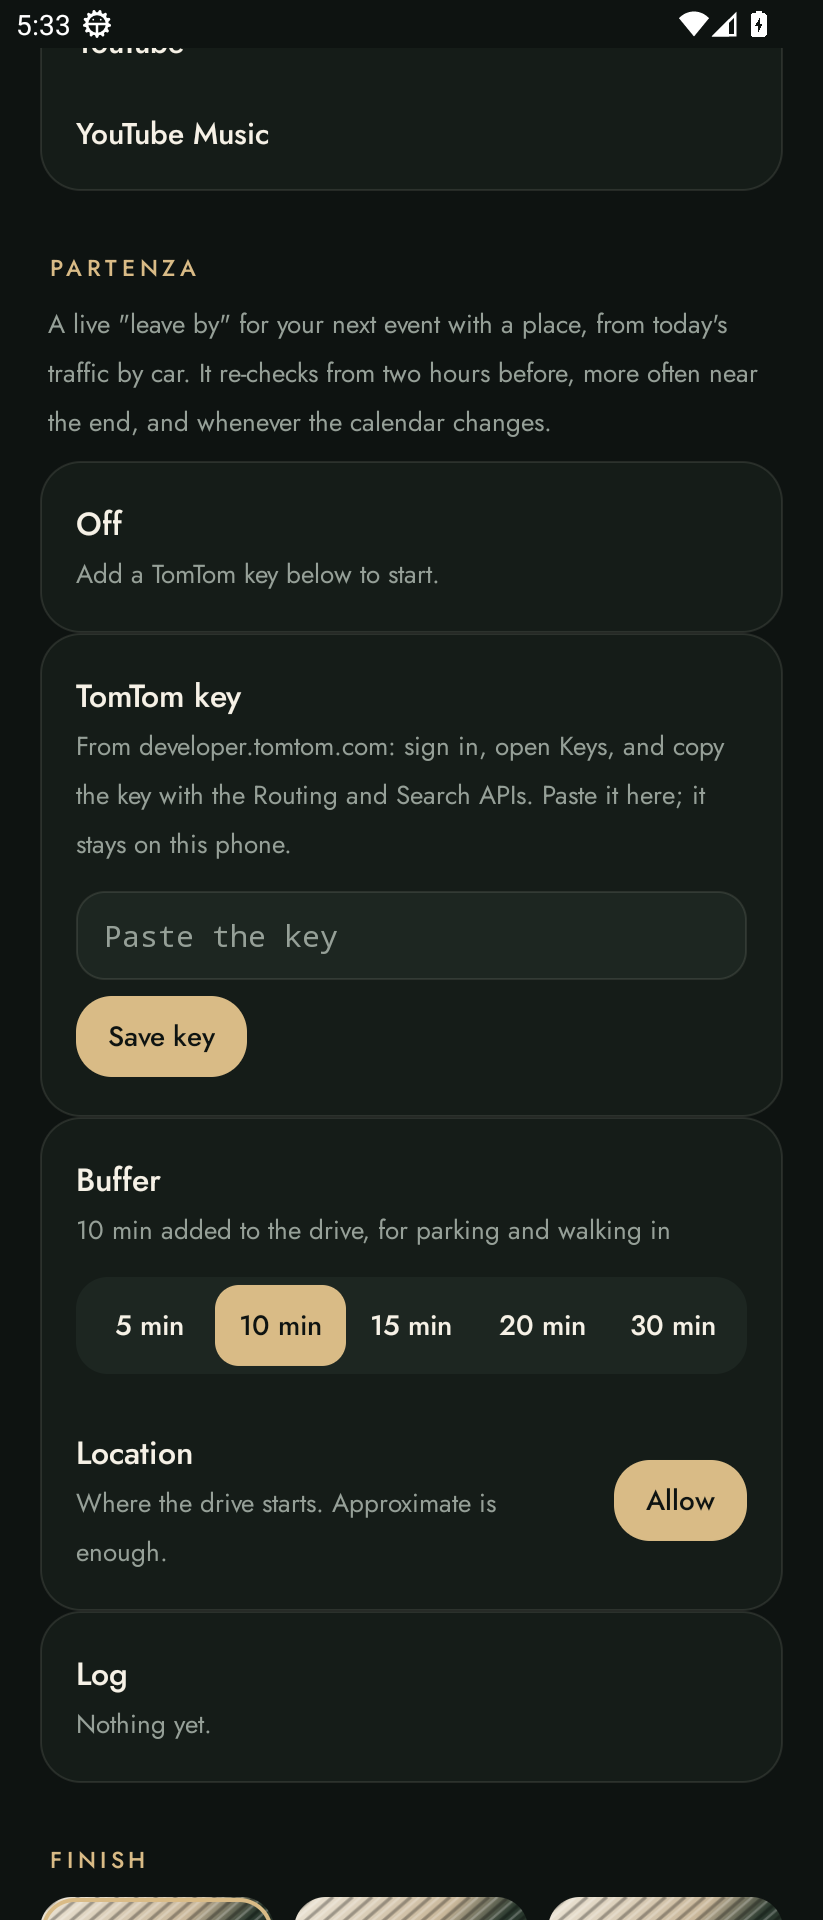 5:33
YouTube
YouTube Music
PARTENZA
A live "leave by" for your next event with a place, from today's
traffic by car. It re-checks from two hours before, more often near
the end, and whenever the calendar changes.
Off
Add a TomTom key below to start.
TomTom key
From developer.tomtom.com: sign in, open Keys, and copy
the key with the Routing and Search APIs. Paste it here; it
stays on this phone.
Paste the key
Save key
Buffer
10 min added to the drive, for parking and walking in
5 min 10 min 15 min 20 min 30 min
Location
Where the drive starts. Approximate is
enough.
Allow
Log
Nothing yet.
FINISH